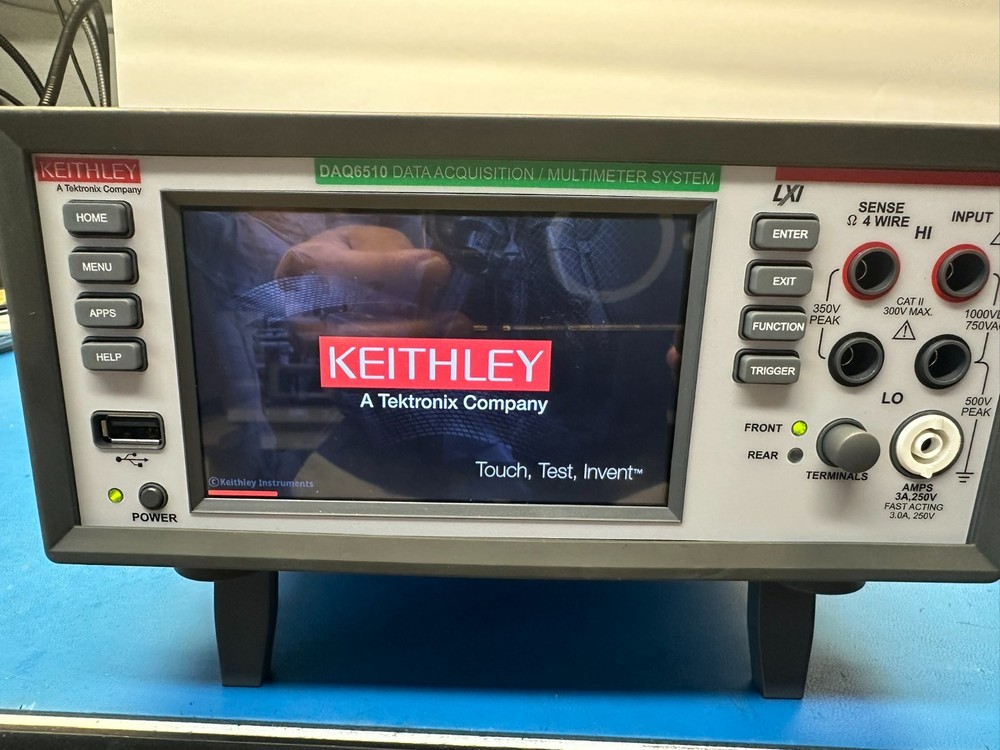 KEITHLEY
A Tektronix Company
DAQ6510 DATA ACQUISITION / MULTIMETER SYSTEM
LXI
HOME
MENU
APPS
HELP
POWER
KEITHLEY
A Tektronix Company
Touch, Test, Invent™
©Keithley Instruments
ENTER
EXIT
FUNCTION
TRIGGER
FRONT
REAR
TERMINALS
SENSE
Ω 4 WIRE
HI
INPUT
350V
PEAK
CAT II
300V MAX.
750VA
LO
500V
PEAK
AMPS
3A,250V
FAST ACTING
3.0A, 250V